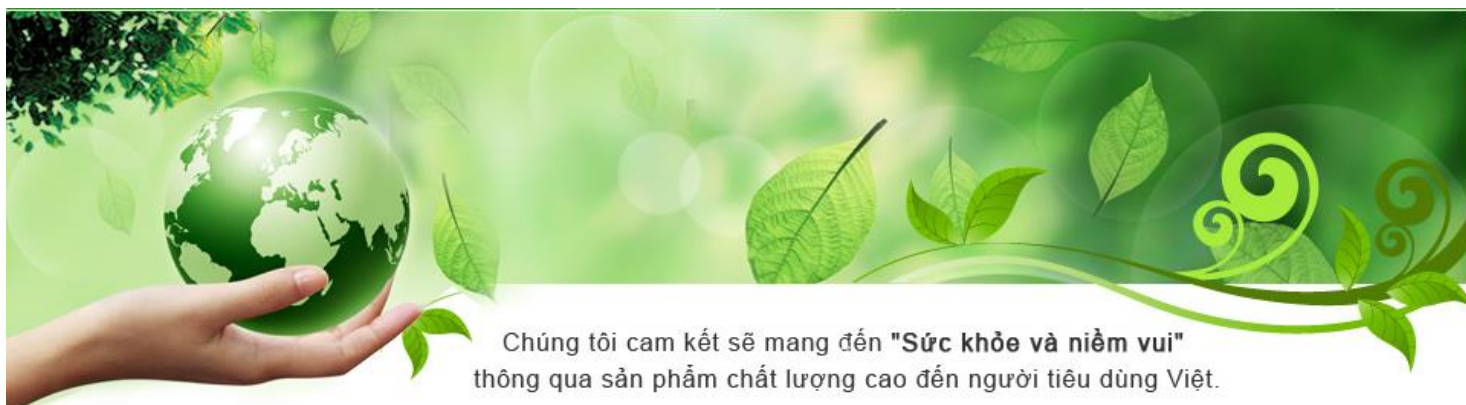 Chúng tôi cam kết sẽ mang đến "Sức khỏe và niềm vui"
thông qua sản phẩm chất lượng cao đến người tiêu dùng Việt.